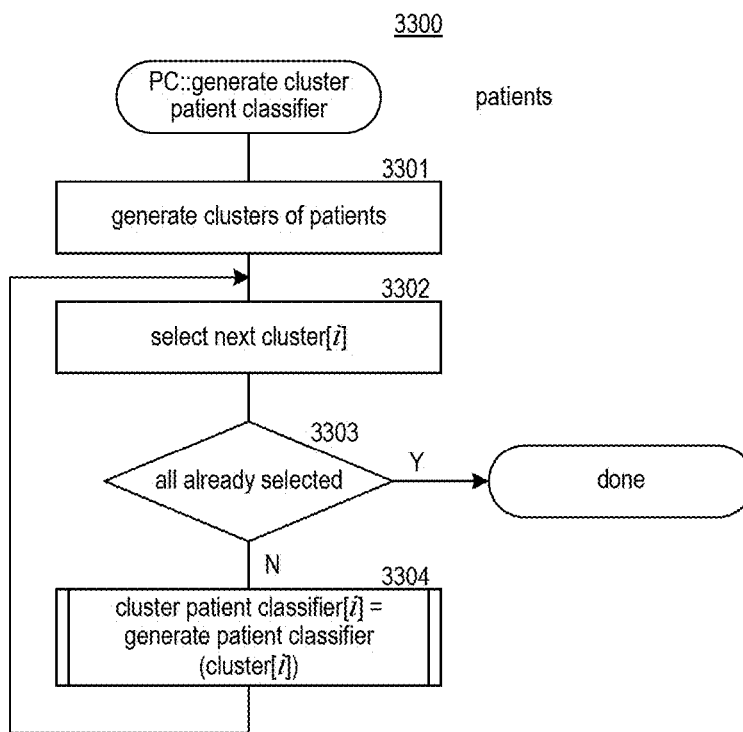 3300
PC::generate cluster
patient classifier
patients
3301
generate clusters of patients
3302
select next cluster[i]
3303
all already selected
Y
done
N
3304
cluster patient classifier[i] =
generate patient classifier
(cluster[i])